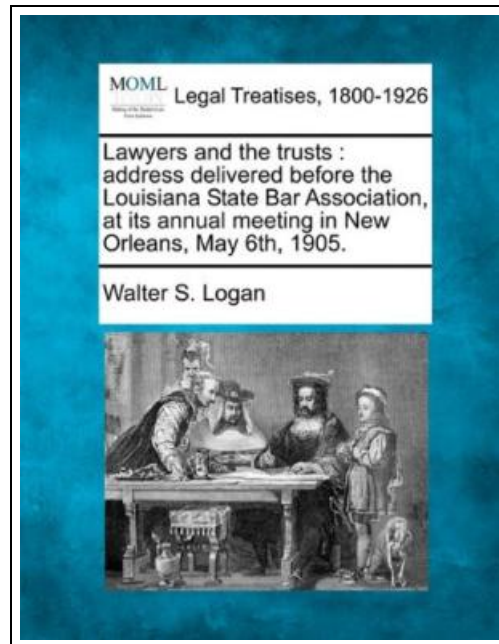 MOML
Legal Treatises, 1800-1926
Lawyers and the trusts :
address delivered before the
Louisiana State Bar Association,
at its annual meeting in New
Orleans, May 6th, 1905.
Walter S. Logan